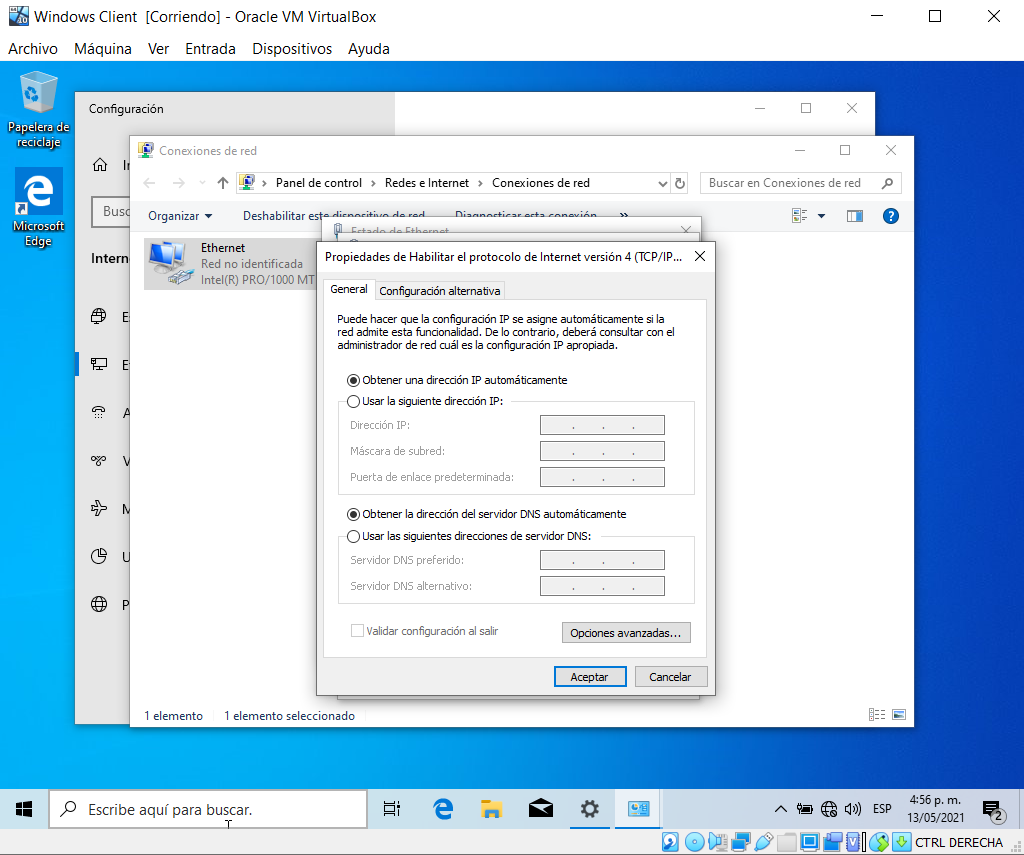 Windows Client [Corriendo] - Oracle VM VirtualBox
Archivo Máquina Ver Entrada Dispositivos Ayuda
Papelera de
reciclaje
Microsoft
Edge
Configuración
Conexiones de red
Panel de control Redes e Internet Conexiones de red
Buscar en Conexiones de red
Busc
Organizar Deshabilitar este dispositivo de red Diagnosticar esta conexión »
Estado de Ethernet
Intern
Ethernet
Red no identificada
Intel(R) PRO/1000 MT
Propiedades de Habilitar el protocolo de Internet versión 4 (TCP/IP...
General Configuración alternativa
Puede hacer que la configuración IP se asigne automáticamente si la
red admite esta funcionalidad. De lo contrario, deberá consultar con el
administrador de red cuál es la configuración IP apropiada.
Obtener una dirección IP automáticamente
Usar la siguiente dirección IP:
Dirección IP:
Máscara de subred:
Puerta de enlace predeterminada:
Obtener la dirección del servidor DNS automáticamente
Usar las siguientes direcciones de servidor DNS:
Servidor DNS preferido:
Servidor DNS alternativo:
Validar configuración al salir
Opciones avanzadas...
Aceptar Cancelar
1 elemento 1 elemento seleccionado
Escribe aquí para buscar.
ESP
4:56 p. m.
13/05/2021
2
CTRL DERECHA